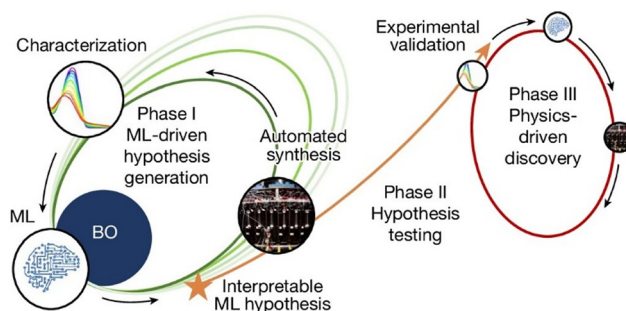 Characterization
Phase I
ML-driven
hypothesis
generation
Automated
synthesis
ML
BO
Interpretable
ML hypothesis
Experimental
validation
Phase II
Hypothesis
testing
Phase III
Physics-
driven
discovery